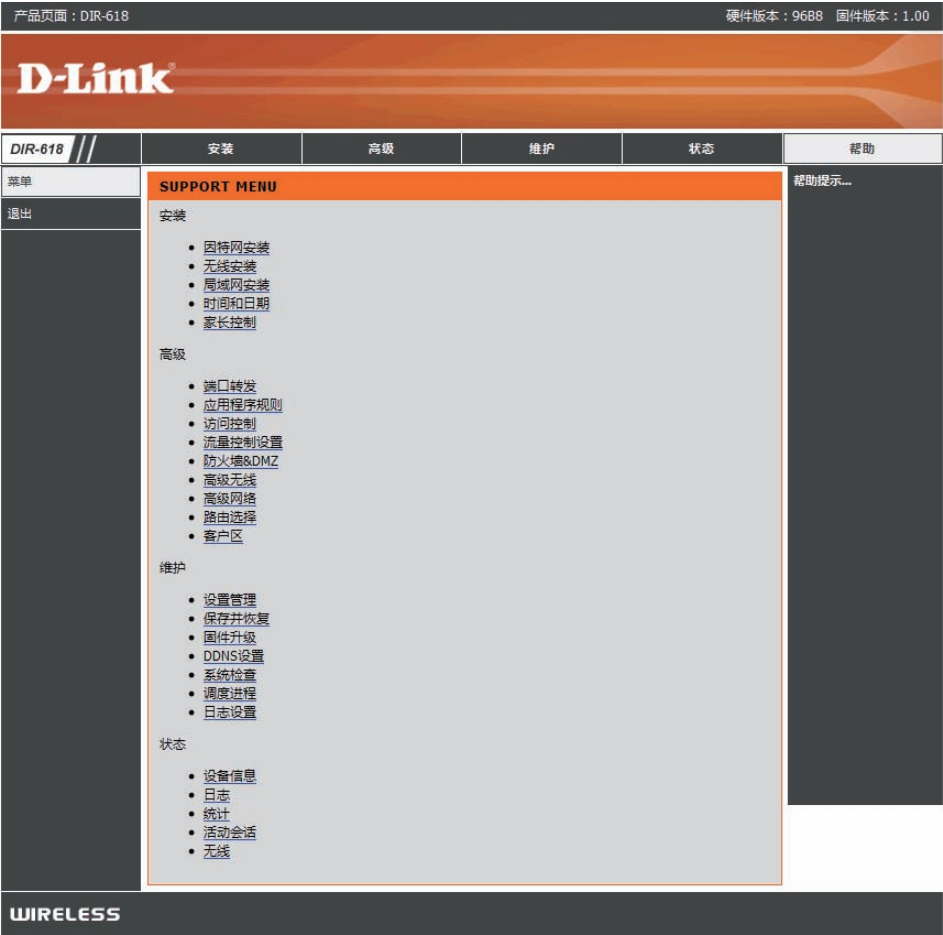 产品页面：DIR-618 硬件版本：96B8 固件版本：1.00
D-Link
DIR-618 安装 高级 维护 状态 帮助
菜单
退出
SUPPORT MENU
安装
因特网安装
无线安装
局域网安装
时间和日期
家长控制
高级
端口转发
应用程序规则
访问控制
流量控制设置
防火墙&DMZ
高级无线
高级网络
路由选择
客户区
维护
设置管理
保存并恢复
固件升级
DDNS设置
系统检查
调度进程
日志设置
状态
设备信息
日志
统计
活动会话
无线
帮助提示...
WIRELESS